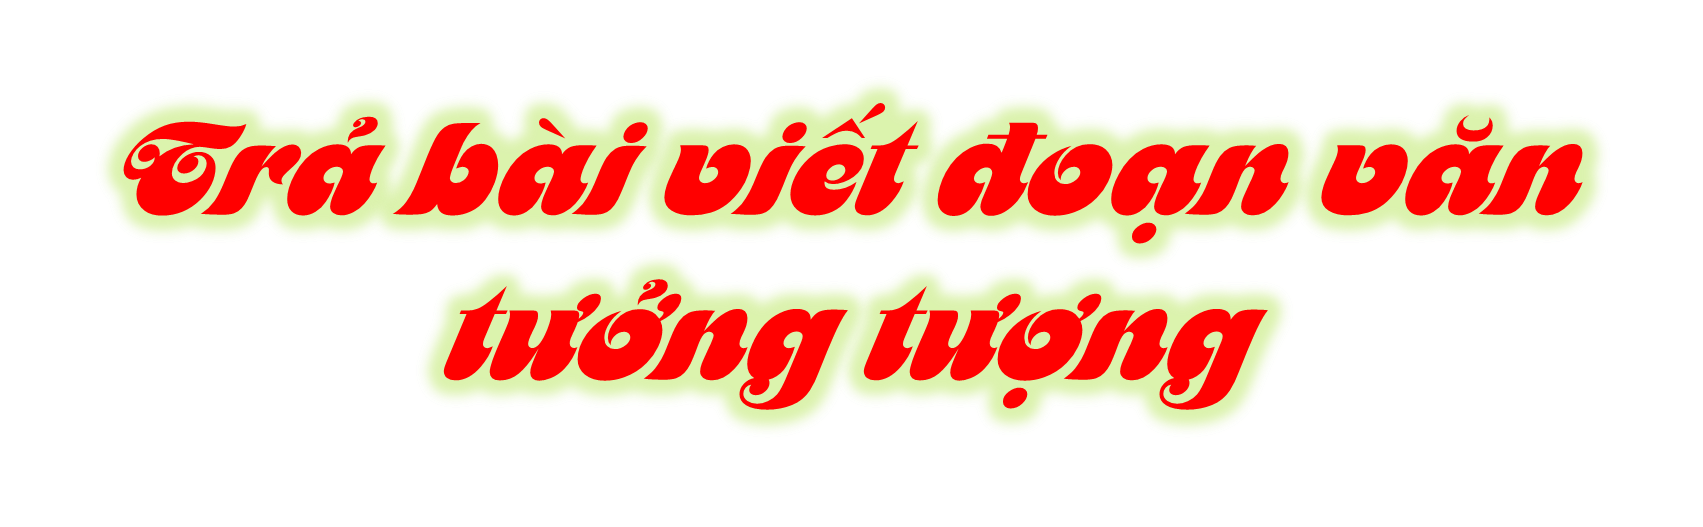 Trả bài viết đoạn văn
tưởng tượng